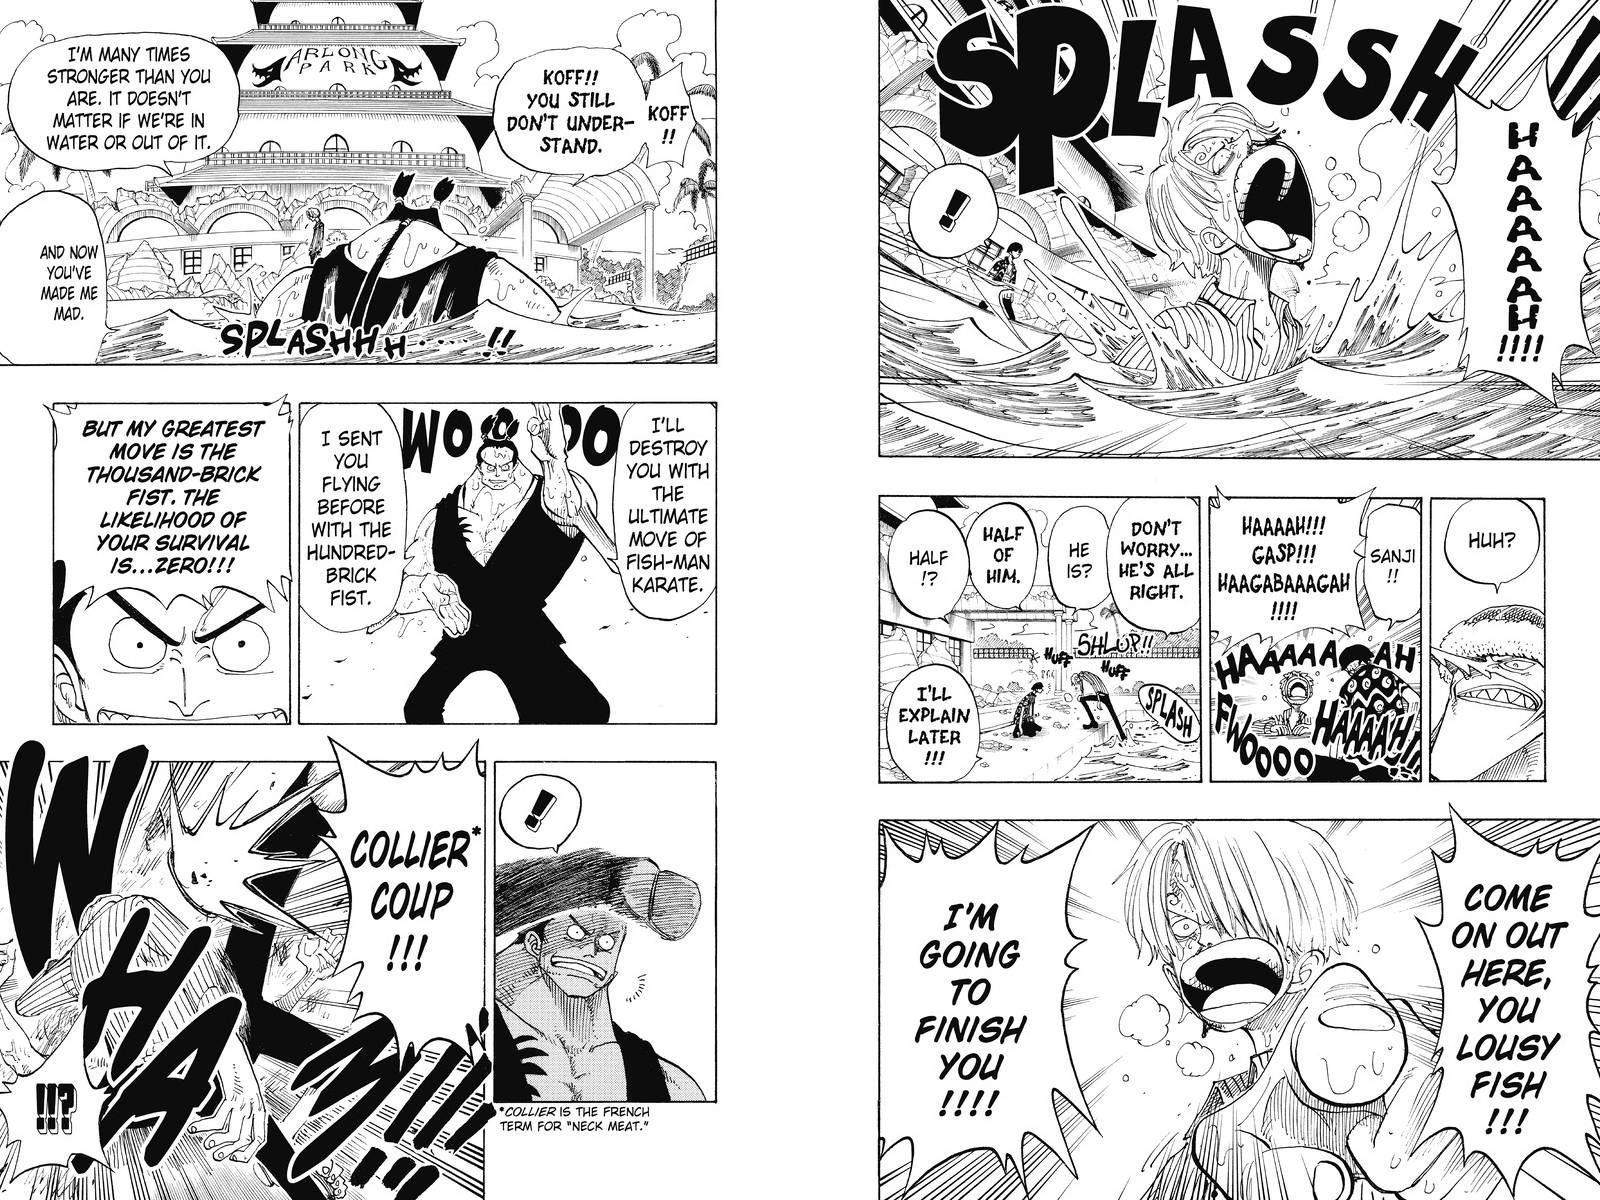 SPLASSH
HAAAAAAH
!!!!
!
HUH?
SANJI
!!
HAAAAH!!!
GASP!!!
HAAGABAAAGAH
!!!!
FWOOOO
DON'T
WORRY...
HE'S ALL
RIGHT.
HE
IS?
HALF
OF
HIM.
HALF
!?
SHLUP!!
HUFF
HUFF
SPLASH
I'LL
EXPLAIN
LATER
!!!
COME
ON OUT
HERE,
YOU
LOUSY
FISH
!!!
I'M
GOING
TO
FINISH
YOU
!!!!
KOFF
!!
KOFF!!
YOU STILL
DON'T UNDER-
STAND.
ARLONG
PARK
I'M MANY TIMES
STRONGER THAN YOU
ARE. IT DOESN'T
MATTER IF WE'RE IN
WATER OR OUT OF IT.
AND NOW
YOU'VE
MADE ME
MAD.
SPLASHHH.....!!
I'LL
DESTROY
YOU WITH
THE
ULTIMATE
MOVE OF
FISH-MAN
KARATE.
I SENT
YOU
FLYING
BEFORE
WITH THE
HUNDRED-
BRICK
FIST.
BUT MY GREATEST
MOVE IS THE
THOUSAND-BRICK
FIST. THE
LIKELIHOOD OF
YOUR SURVIVAL
IS...ZERO!!!
!
*COLLIER IS THE FRENCH
TERM FOR "NECK MEAT."
COLLIER*
COUP
!!!
WHAM!!!
!!?